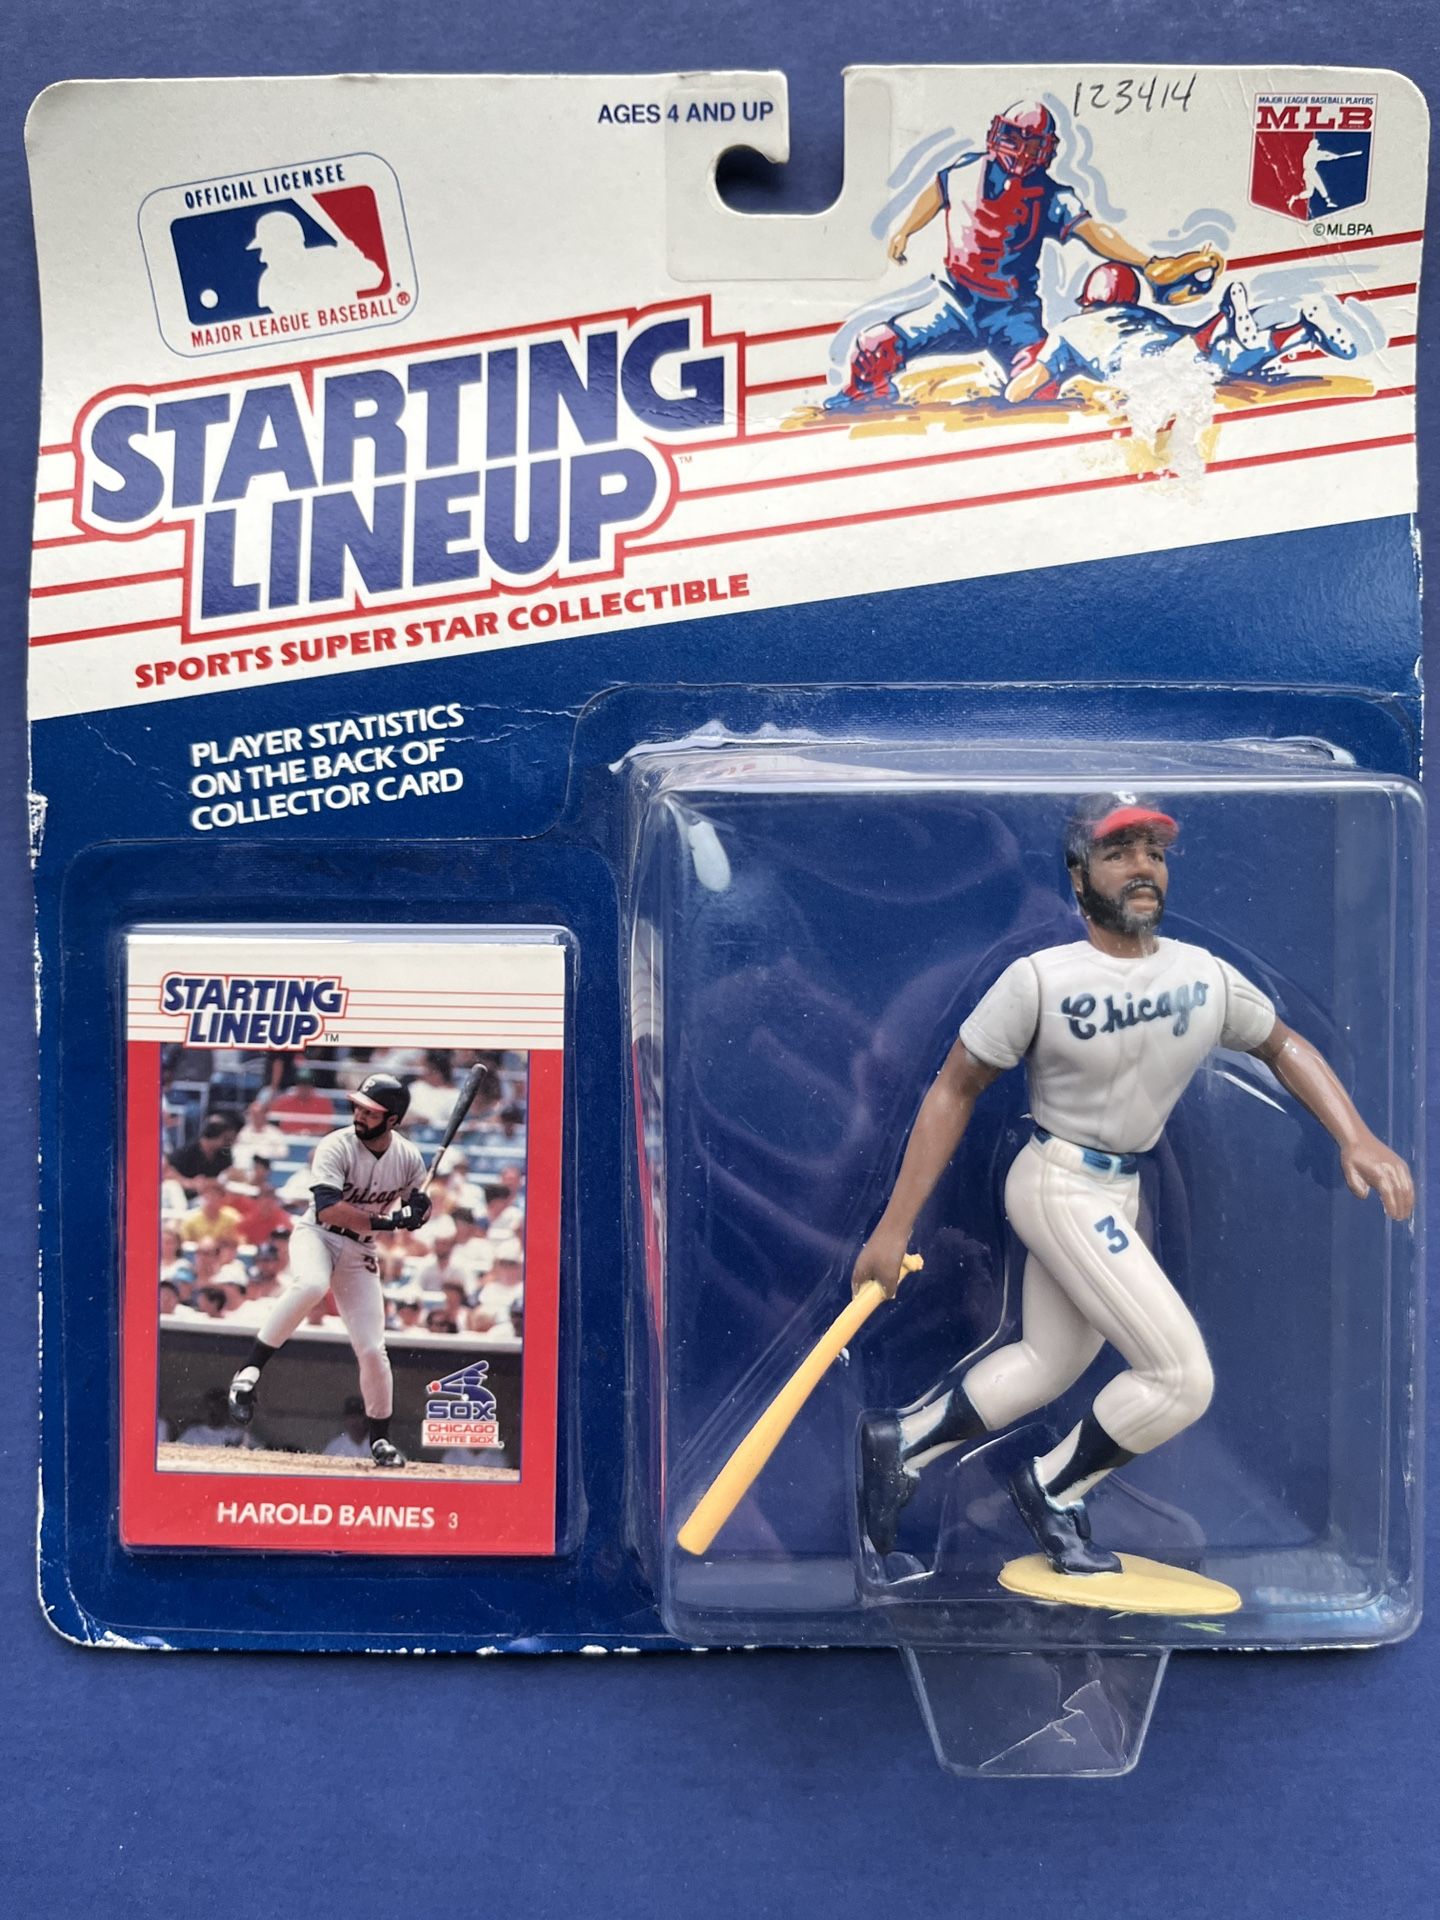 AGES 4 AND UP
123414
MAJOR LEAGUE BASEBALL PLAYERS
MLB
©MLBPA
OFFICIAL LICENSEE
MAJOR LEAGUE BASEBALL®
STARTING
LINEUP™
SPORTS SUPER STAR COLLECTIBLE
PLAYER STATISTICS
ON THE BACK OF
COLLECTOR CARD
STARTING
LINEUP™
Chicago
SOX
CHICAGO
WHITE SOX
HAROLD BAINES 3
Chicago
3